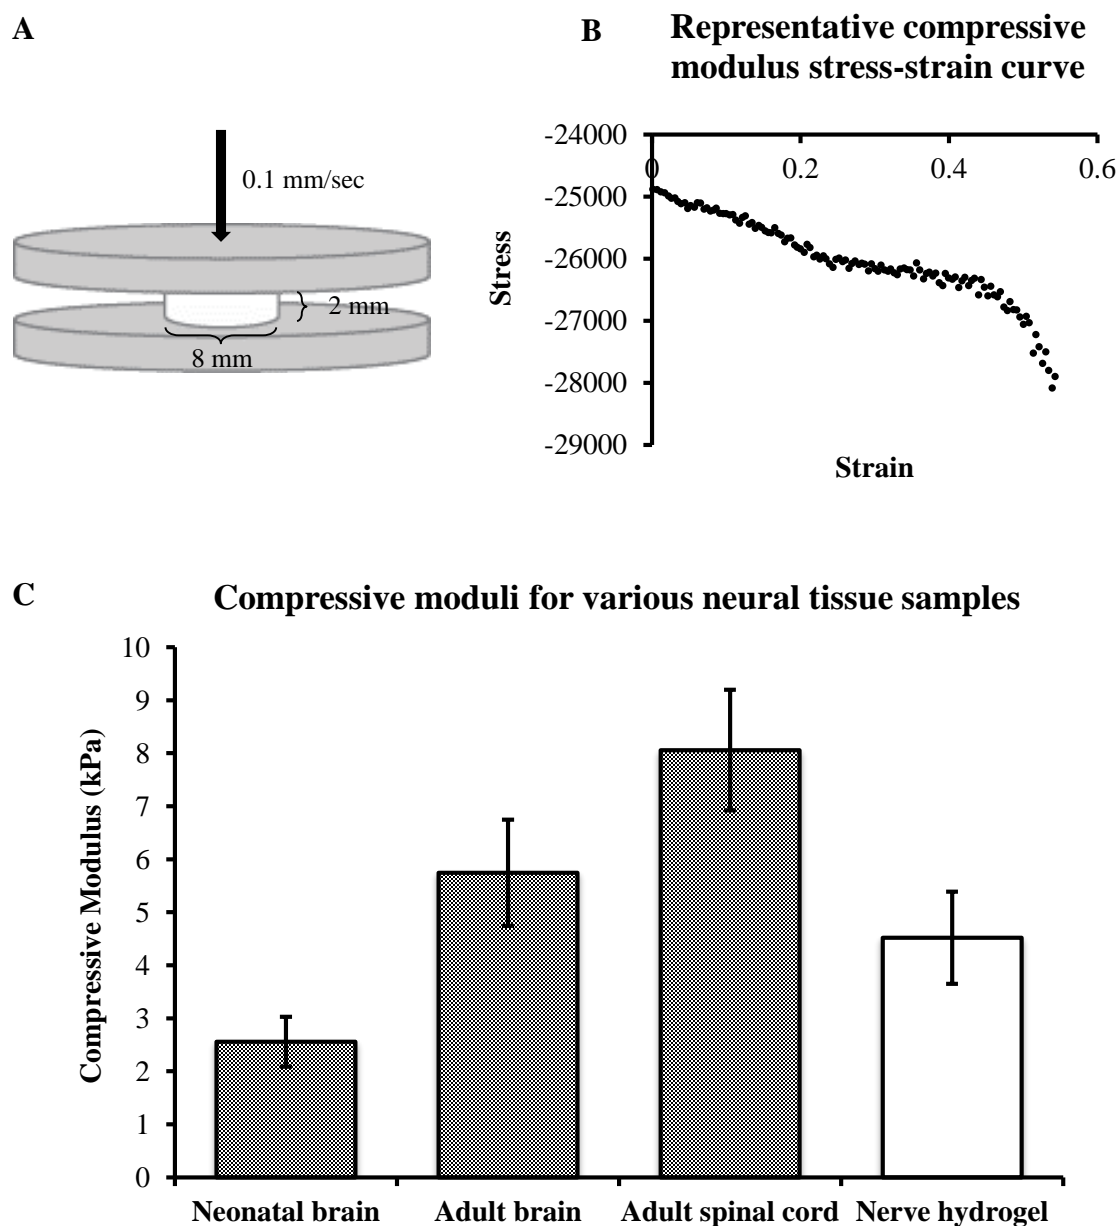 A
0.1 mm/sec
2 mm
8 mm
B
Representative compressive
modulus stress-strain curve
-24000
-25000
-26000
-27000
-28000
-29000
0
0.2
0.4
0.6
Stress
Strain
C
Compressive moduli for various neural tissue samples
10
9
8
7
6
5
4
3
2
1
0
Compressive Modulus (kPa)
Neonatal brain
Adult brain
Adult spinal cord
Nerve hydrogel